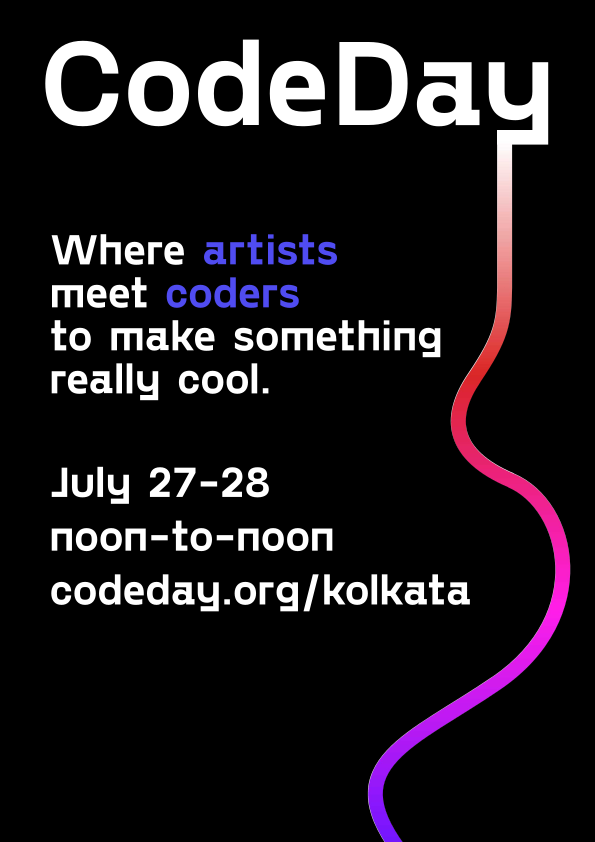 CodeDay
Where artists
meet coders
to make something
really cool.
July 27-28
noon-to-noon
codeday.org/kolkata